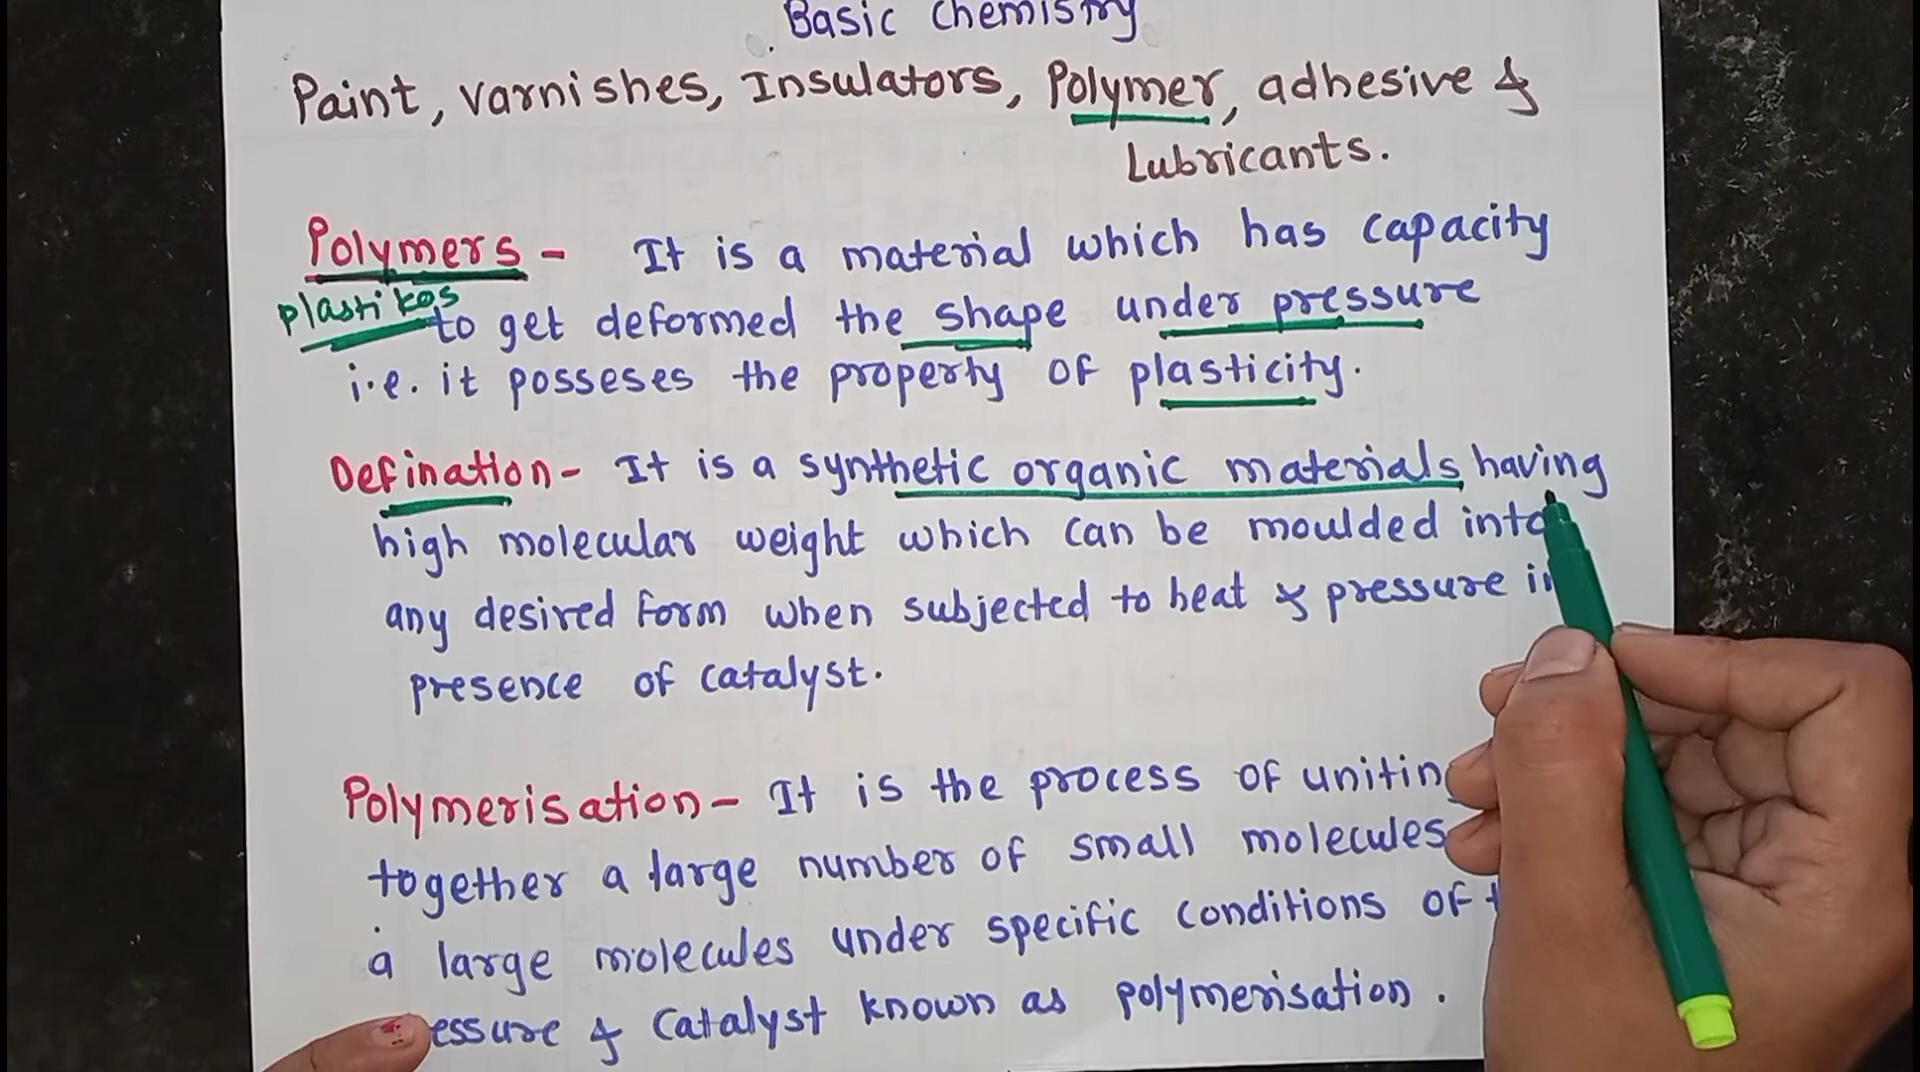 Basic Chemistry
Paint, varnishes, Insulators, Polymer, adhesive &
Lubricants.
Polymers - It is a material which has capacity
plastikos
to get deformed the shape under pressure
i.e. it posseses the property of plasticity.
Defination - It is a synthetic organic materials having
high molecular weight which can be moulded into
any desired form when subjected to heat & pressure in
presence of catalyst.
Polymerisation - It is the process of uniting
together a large number of small molecules
a large molecules under specific conditions of
essure & catalyst known as polymerisation.